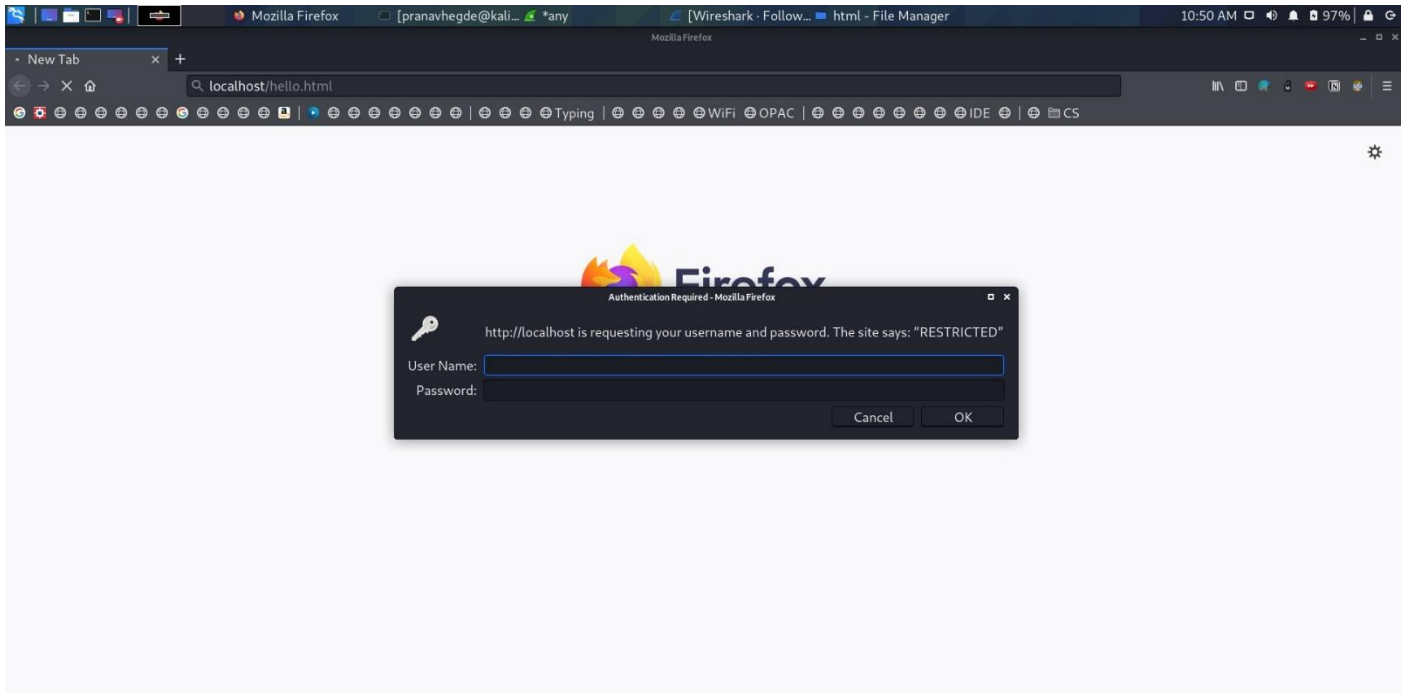 Mozilla Firefox [pranavhegde@kali... *any [Wireshark · Follow... html - File Manager 10:50 AM 97%
Mozilla Firefox
New Tab
localhost/hello.html
Typing WiFi OPAC IDE CS
Firefox
Authentication Required - Mozilla Firefox
http://localhost is requesting your username and password. The site says: “RESTRICTED”
User Name:
Password:
Cancel OK